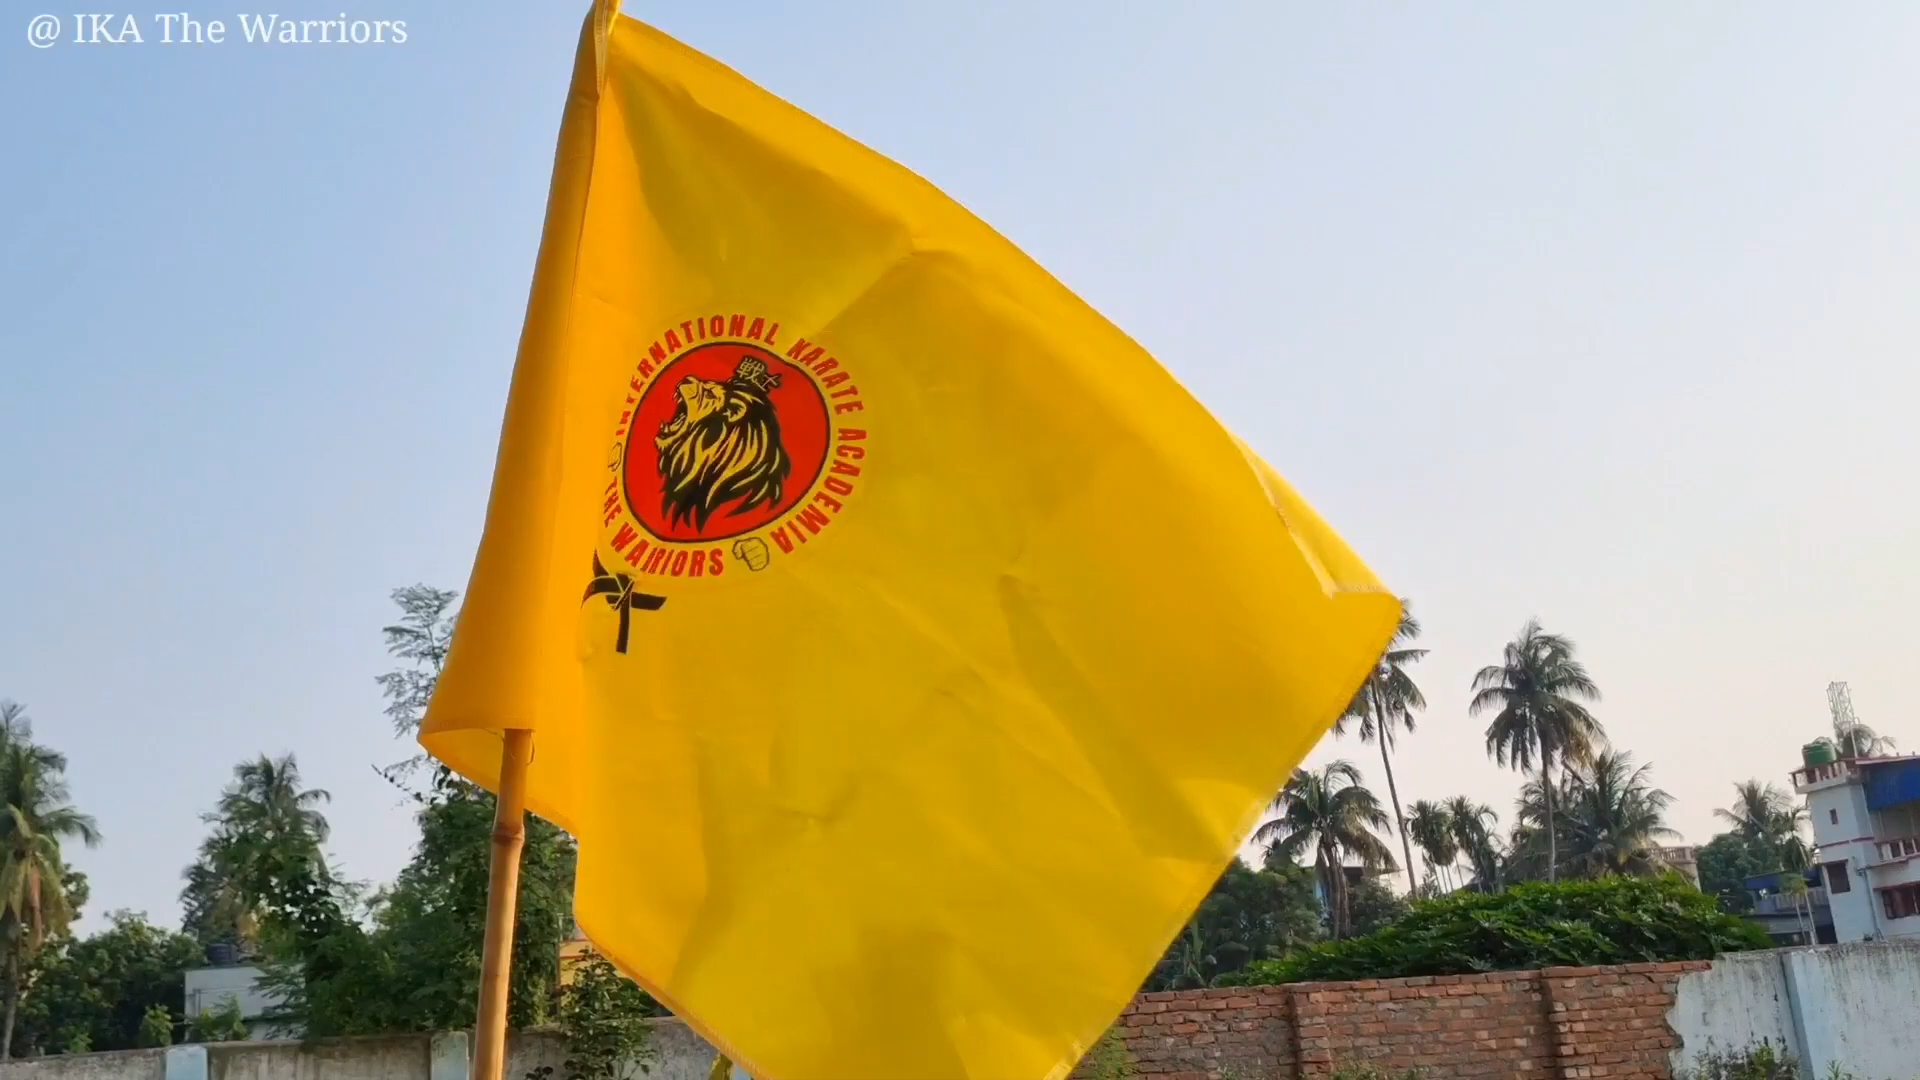 @ IKA The Warriors
INTERNATIONAL KARATE ACADEMIA
戦士
THE WARRIORS